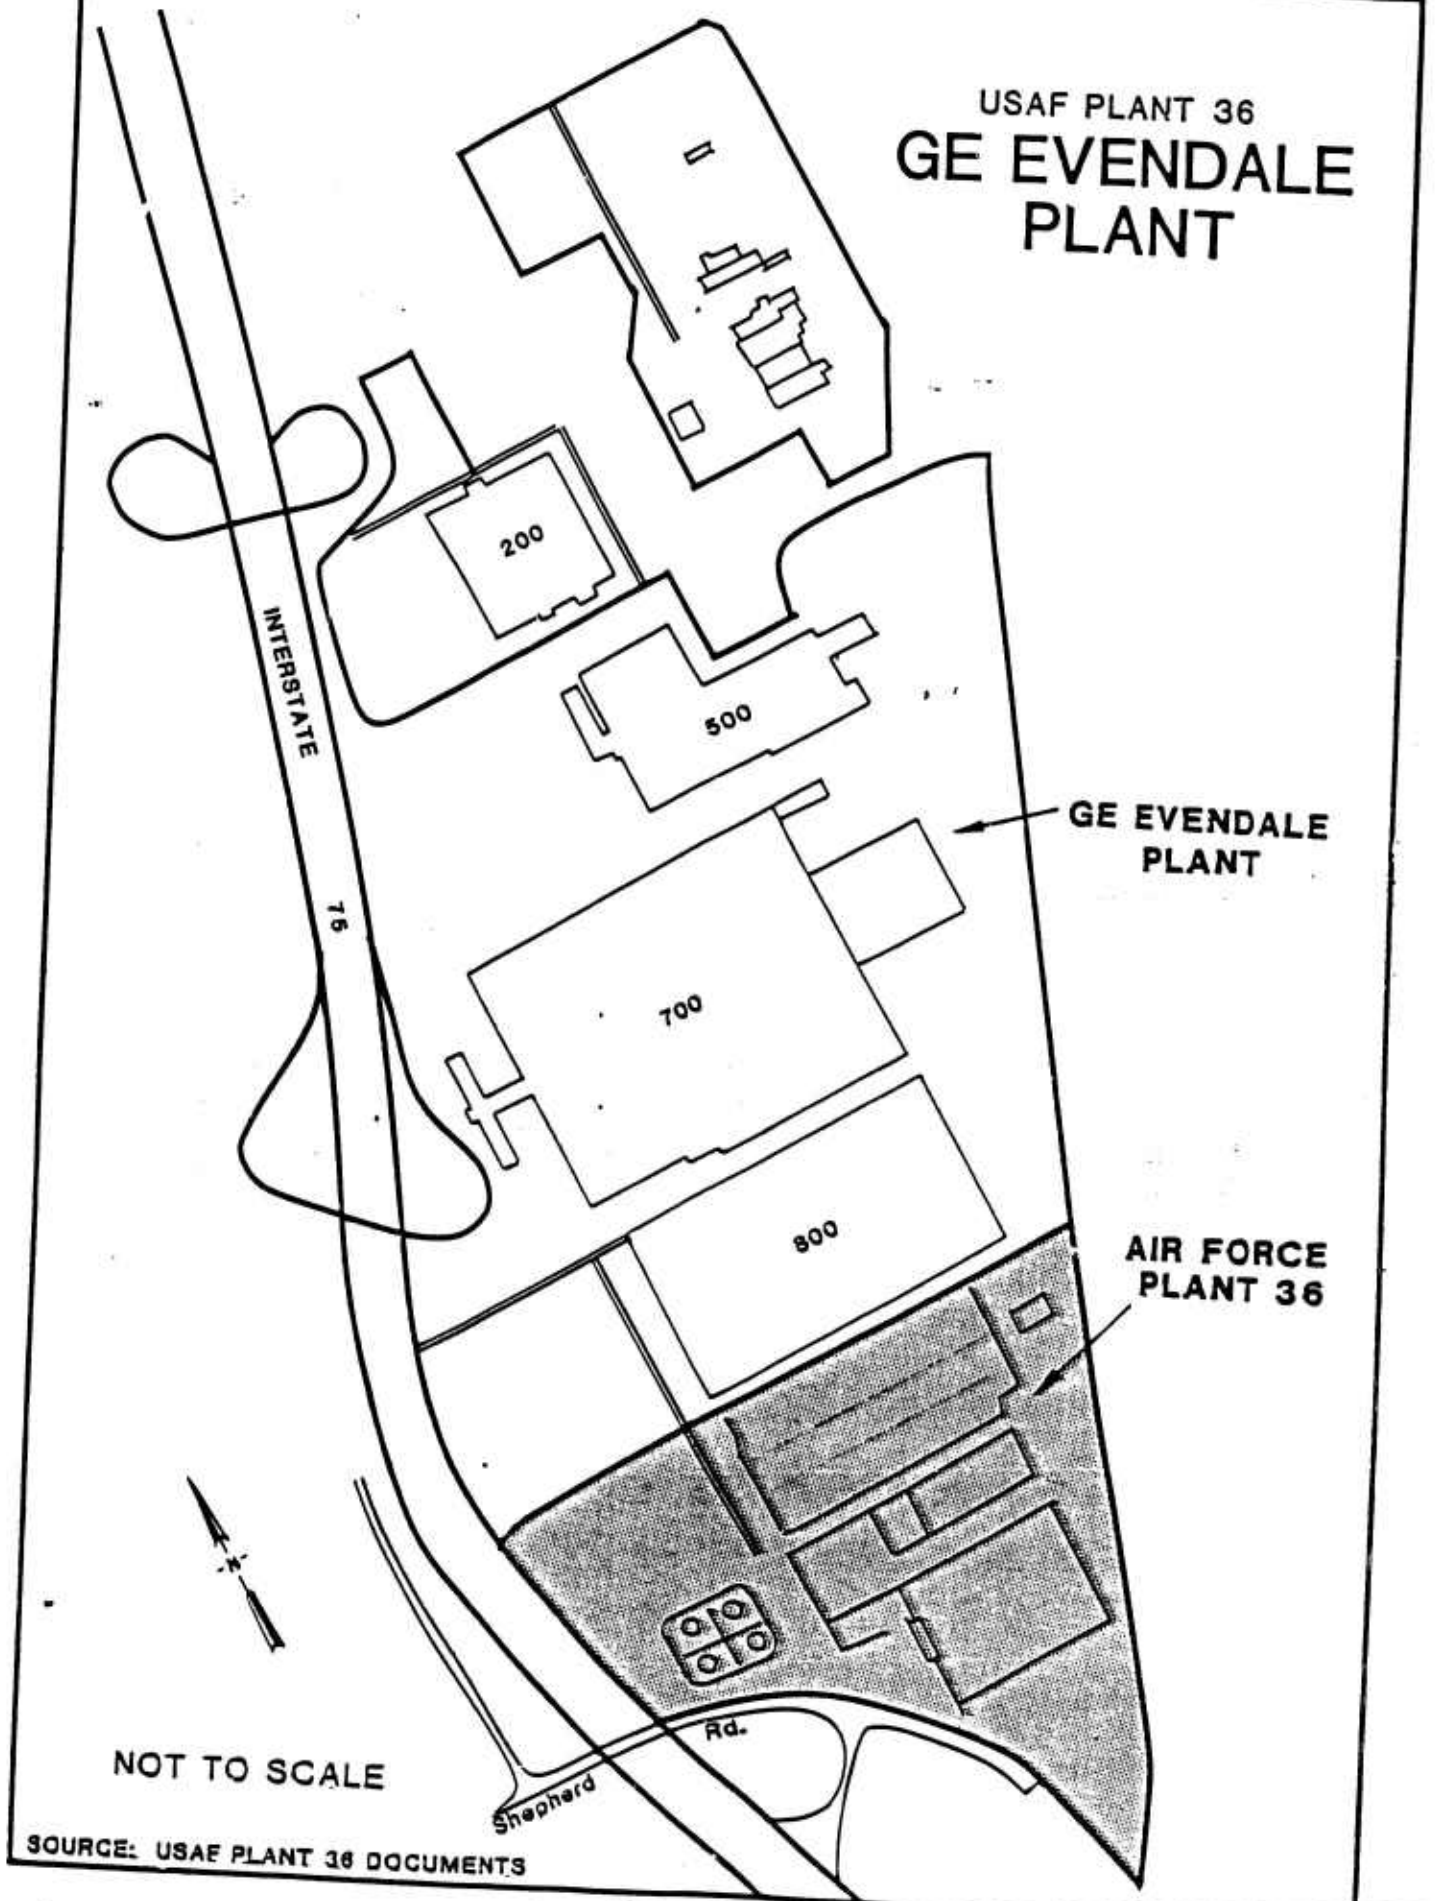 USAF PLANT 36
GE EVENDALE
PLANT
200
INTERSTATE
500
GE EVENDALE
PLANT
75
700
800
AIR FORCE
PLANT 36
N
Rd.
NOT TO SCALE
Shepherd
SOURCE: USAF PLANT 36 DOCUMENTS